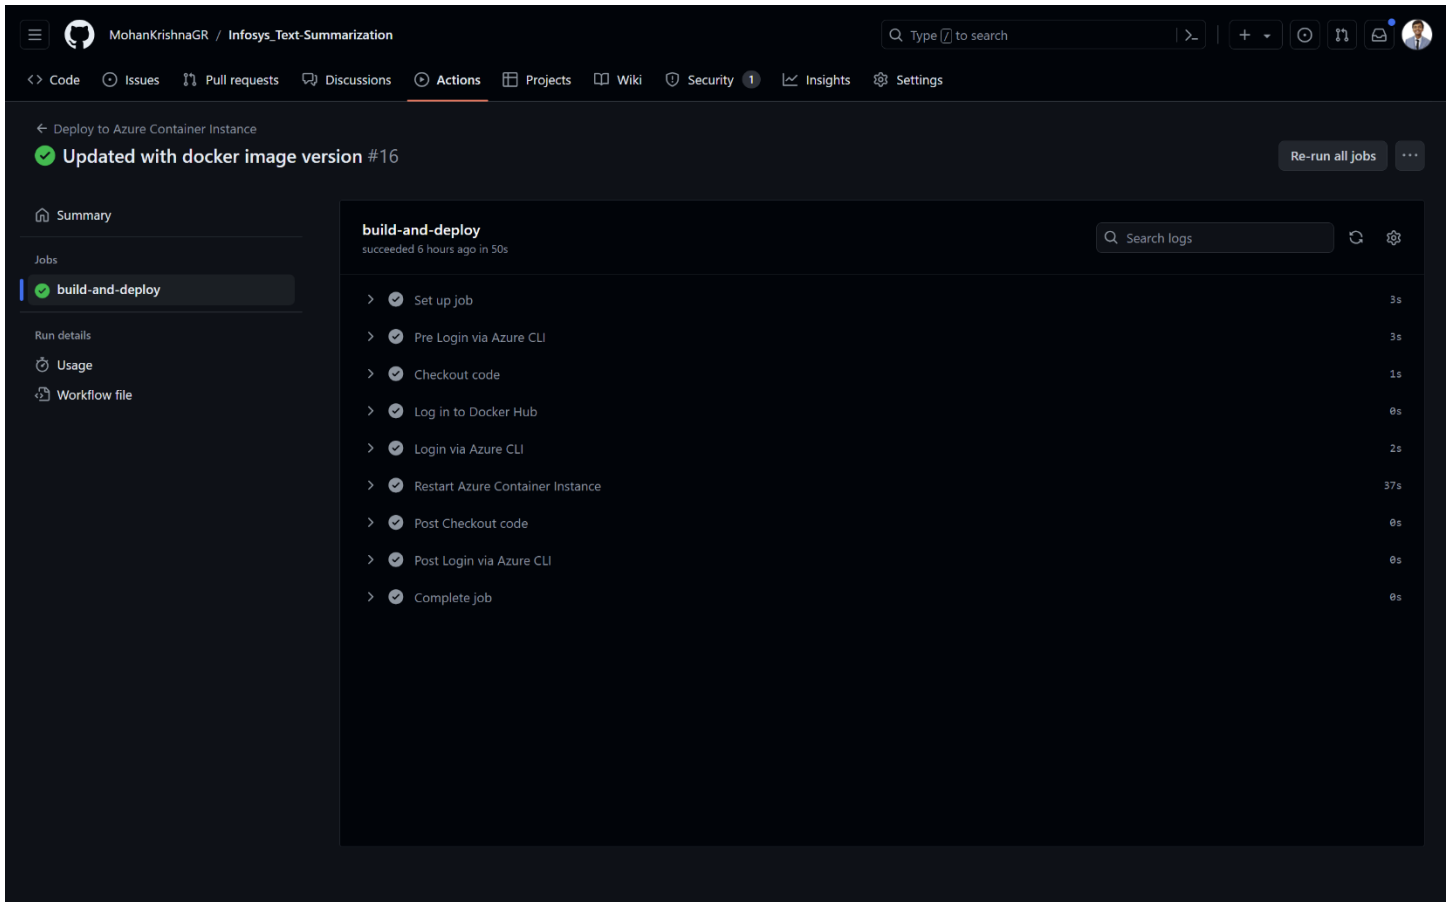 MohanKrishnaGR / Infosys_Text-Summarization
Type / to search
Code Issues Pull requests Discussions Actions Projects Wiki Security 1 Insights Settings
Deploy to Azure Container Instance
Updated with docker image version #16
Re-run all jobs
Summary
Jobs
build-and-deploy
Run details
Usage
Workflow file
build-and-deploy
succeeded 6 hours ago in 50s
Search logs
Set up job 3s
Pre Login via Azure CLI 3s
Checkout code 1s
Log in to Docker Hub 0s
Login via Azure CLI 2s
Restart Azure Container Instance 37s
Post Checkout code 0s
Post Login via Azure CLI 0s
Complete job 0s